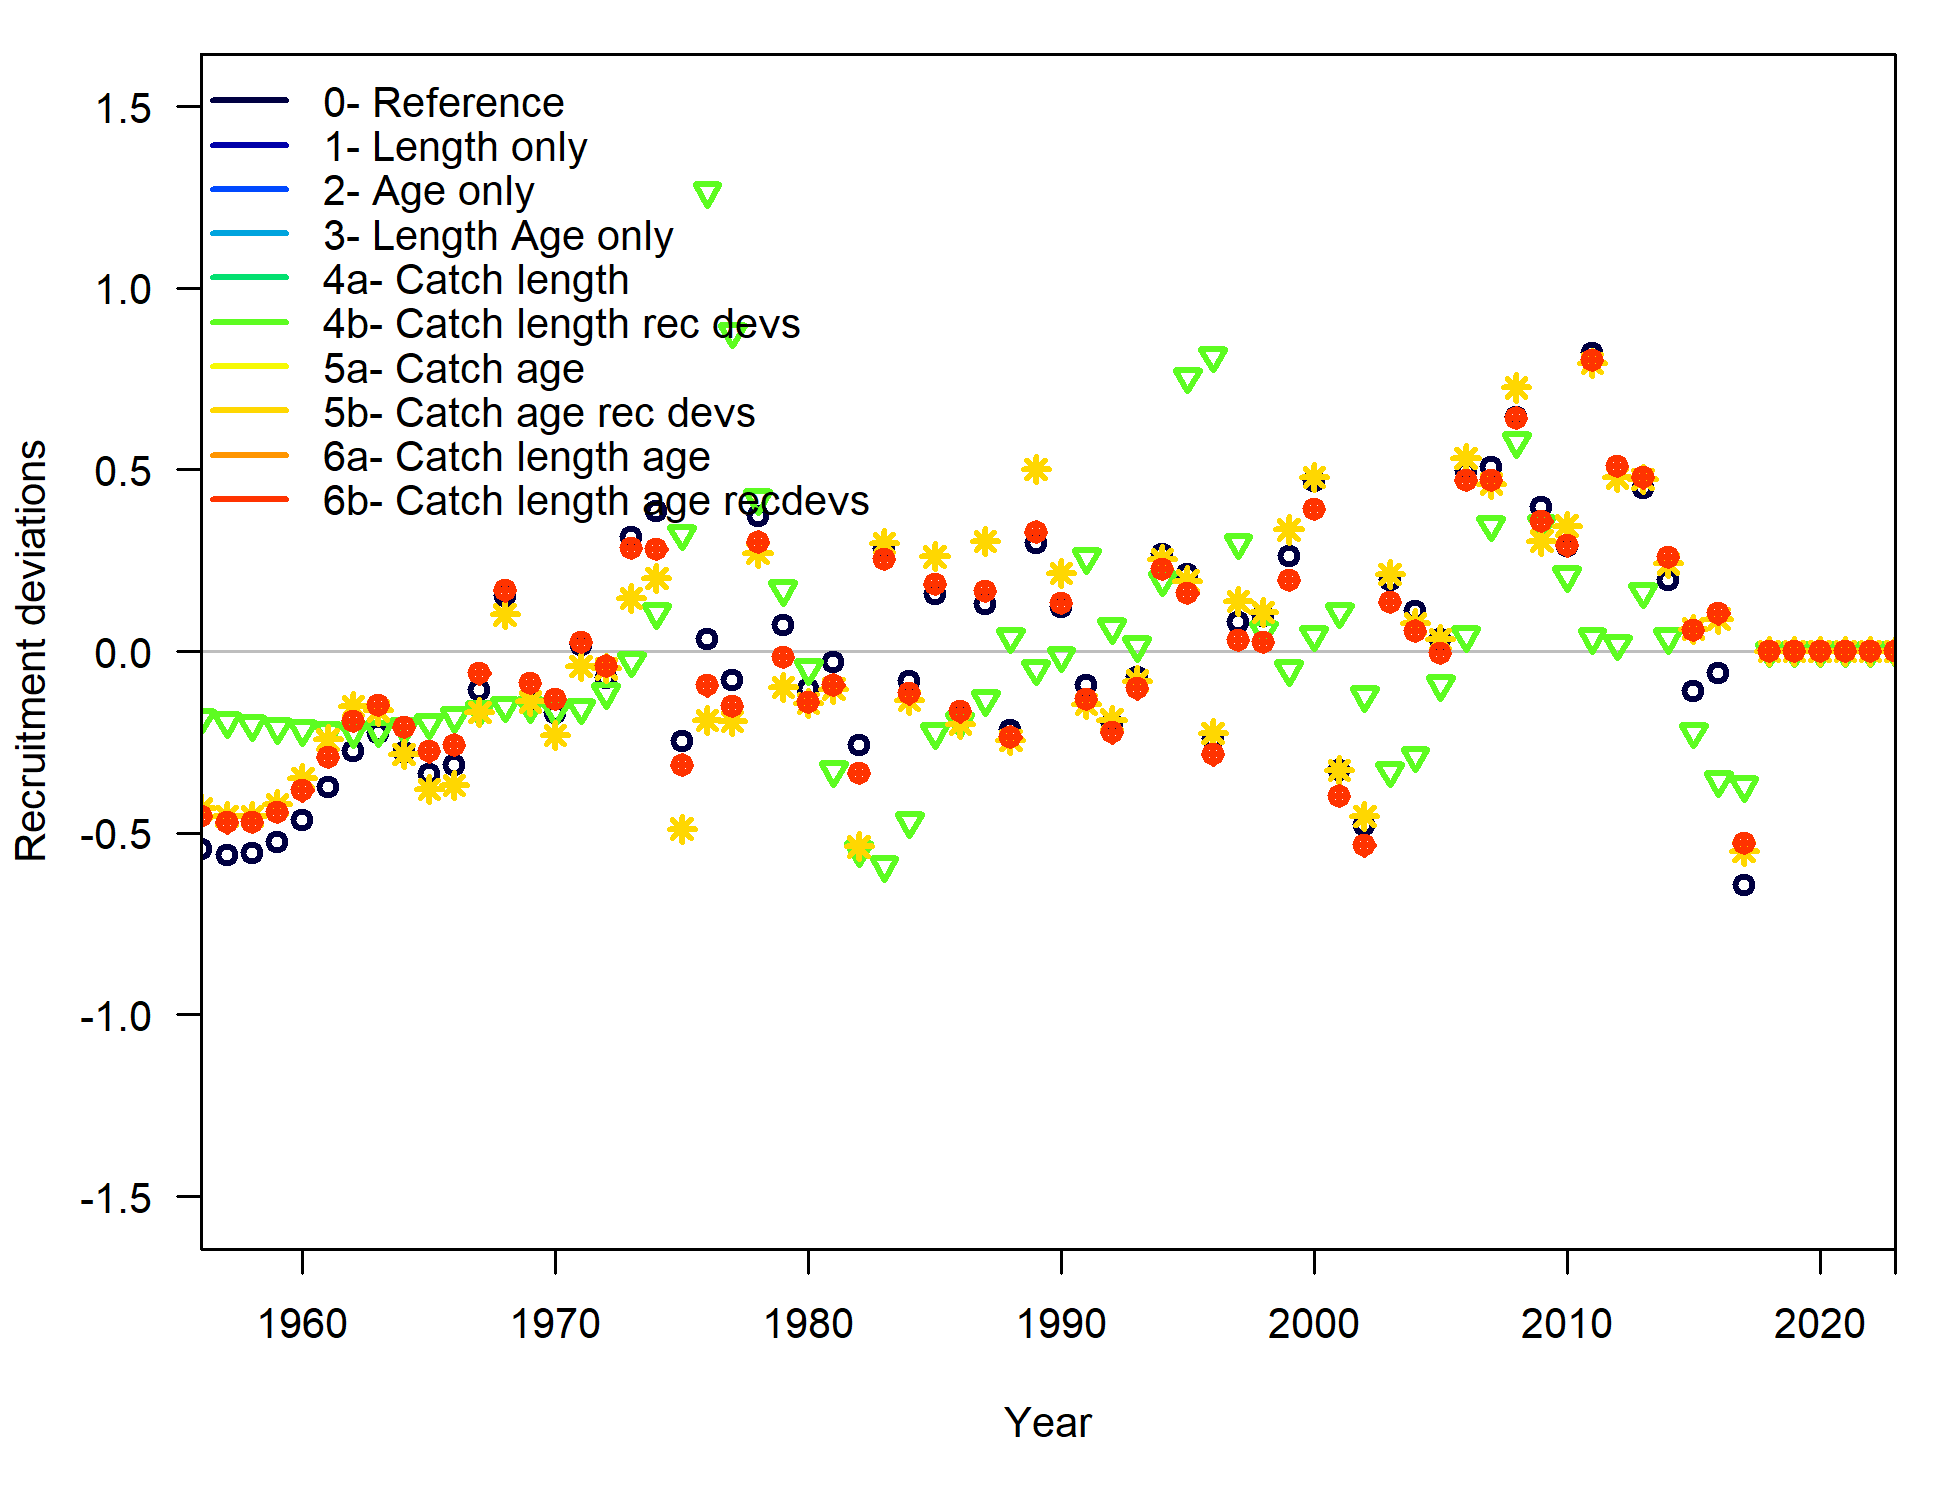 0- Reference
1- Length only
2- Age only
3- Length Age only
4a- Catch length
4b- Catch length rec devs
5a- Catch age
5b- Catch age rec devs
6a- Catch length age
6b- Catch length age recdevs
1.5
1.0
0.5
0.0
-0.5
-1.0
-1.5
Recruitment deviations
1960 1970 1980 1990 2000 2010 2020
Year